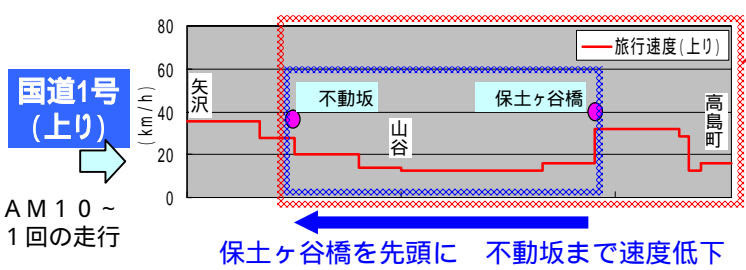 80
60
40
20
0
(km/h)
旅行速度(上り)
国道1号
(上り)
矢沢
不動坂
山谷
保土ヶ谷橋
高島町
AM10~
1回の走行
保土ヶ谷橋を先頭に 不動坂まで速度低下